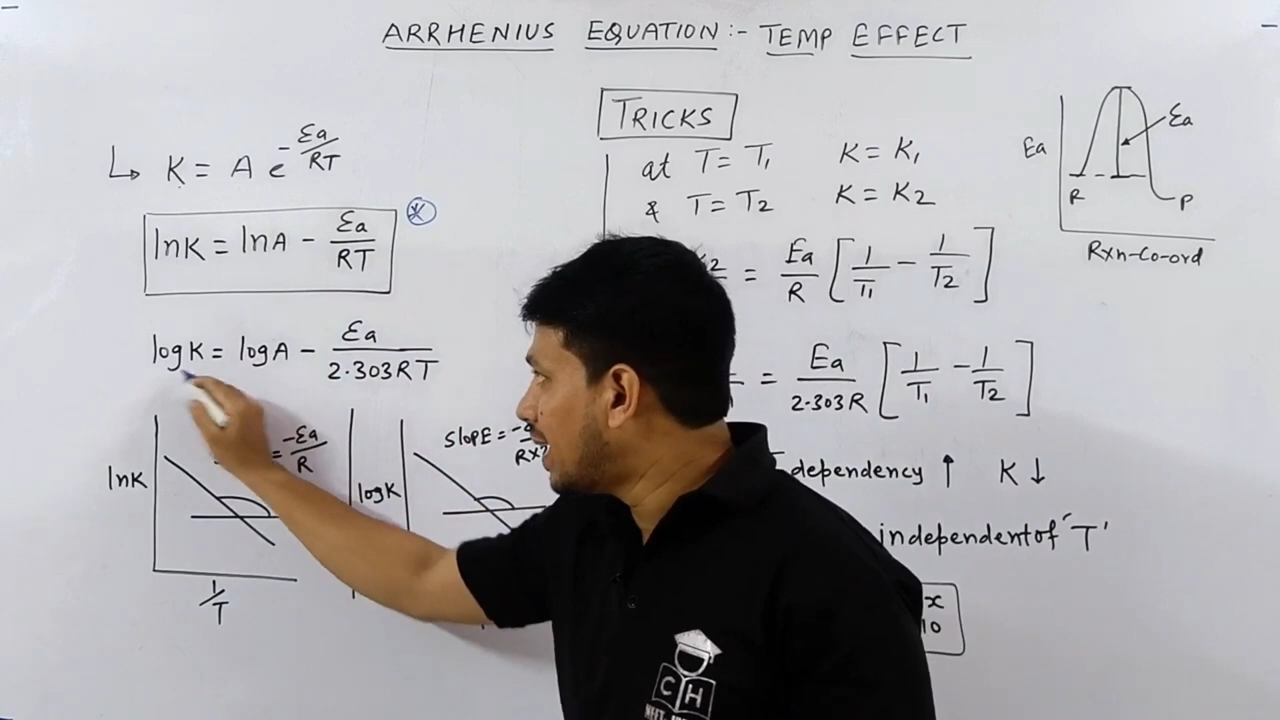 ARRHENIUS EQUATION :- TEMP EFFECT
↳ K = A e^-Ea/RT
lnK = lnA - Ea/RT
logK = logA - Ea/2.303RT
lnK
= -Ea/R
1/T
logK
SlopE =
TRICKS
at T = T1 K = K1
& T = T2 K = K2
= Ea/R [1/T1 - 1/T2]
= Ea/2.303R [1/T1 - 1/T2]
dependency ↑ K ↓
independent of 'T'
x
10
Ea
Ea
R
P
Rxn-Co-ord
C H